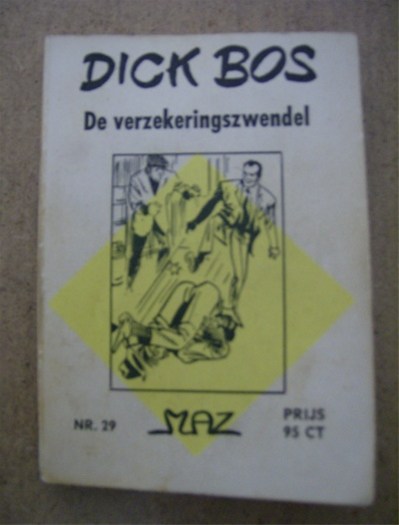 DICK BOS
De verzekeringszwendel
NR. 29
MAZ
PRIJS
95 CT